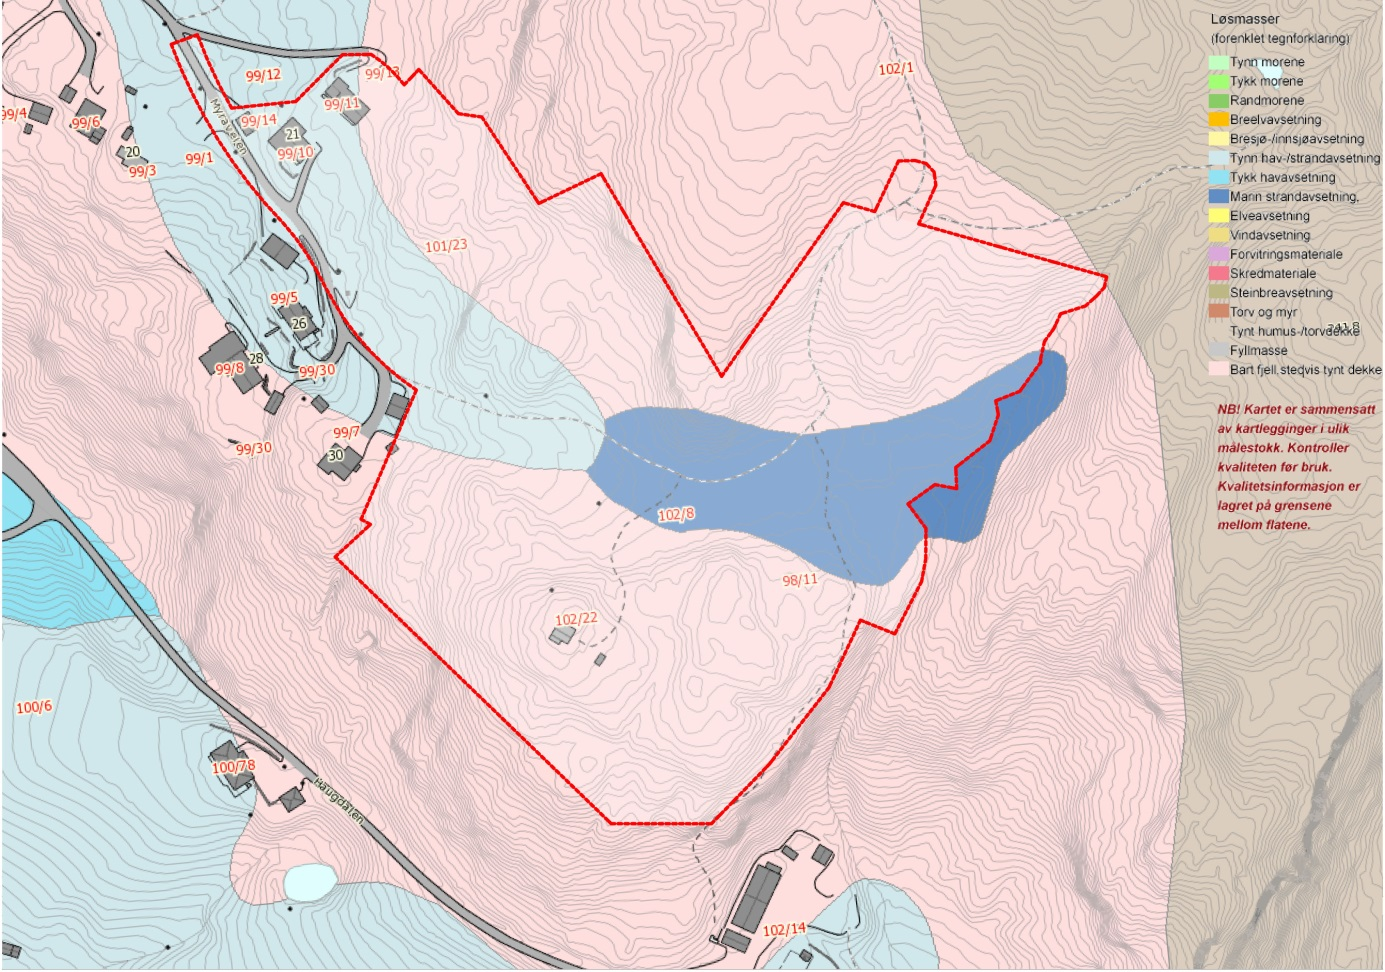 Løsmasser
(forenklet tegnforklaring)
Tynn morene
Tykk morene
Randmorene
Breelvavsetning
Bresjø-/innsjøavsetning
Tynn hav-/strandavsetning
Tykk havavsetning
Marin strandavsetning,
Elveavsetning
Vindavsetning
Forvitringsmateriale
Skredmateriale
Steinbreavsetning
Torv og myr
Tynt humus-/torvdekke
Fyllmasse
Bart fjell, stedvis tynt dekke
NB! Kartet er sammensatt
av kartlegginger i ulik
målestokk. Kontroller
kvaliteten før bruk.
Kvalitetsinformasjon er
lagret på grensene
mellom flatene.
99/12
99/13
102/1
99/4
99/6
99/11
99/14
Myraveien
21
20
99/10
99/1
99/3
101/23
99/5
26
28
99/8
99/30
99/7
99/30
30
102/8
98/11
102/22
100/6
100/78
Haugdalen
102/14